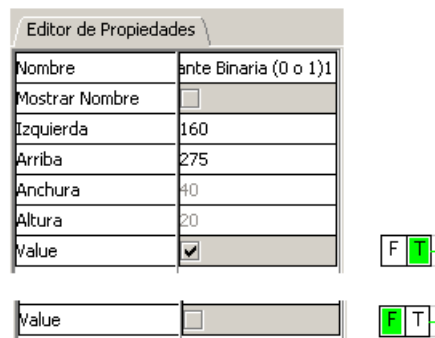 Editor de Propiedades
Nombre ante Binaria (0 o 1)1
Mostrar Nombre
Izquierda 160
Arriba 275
Anchura 40
Altura 20
Value F T
Value F T